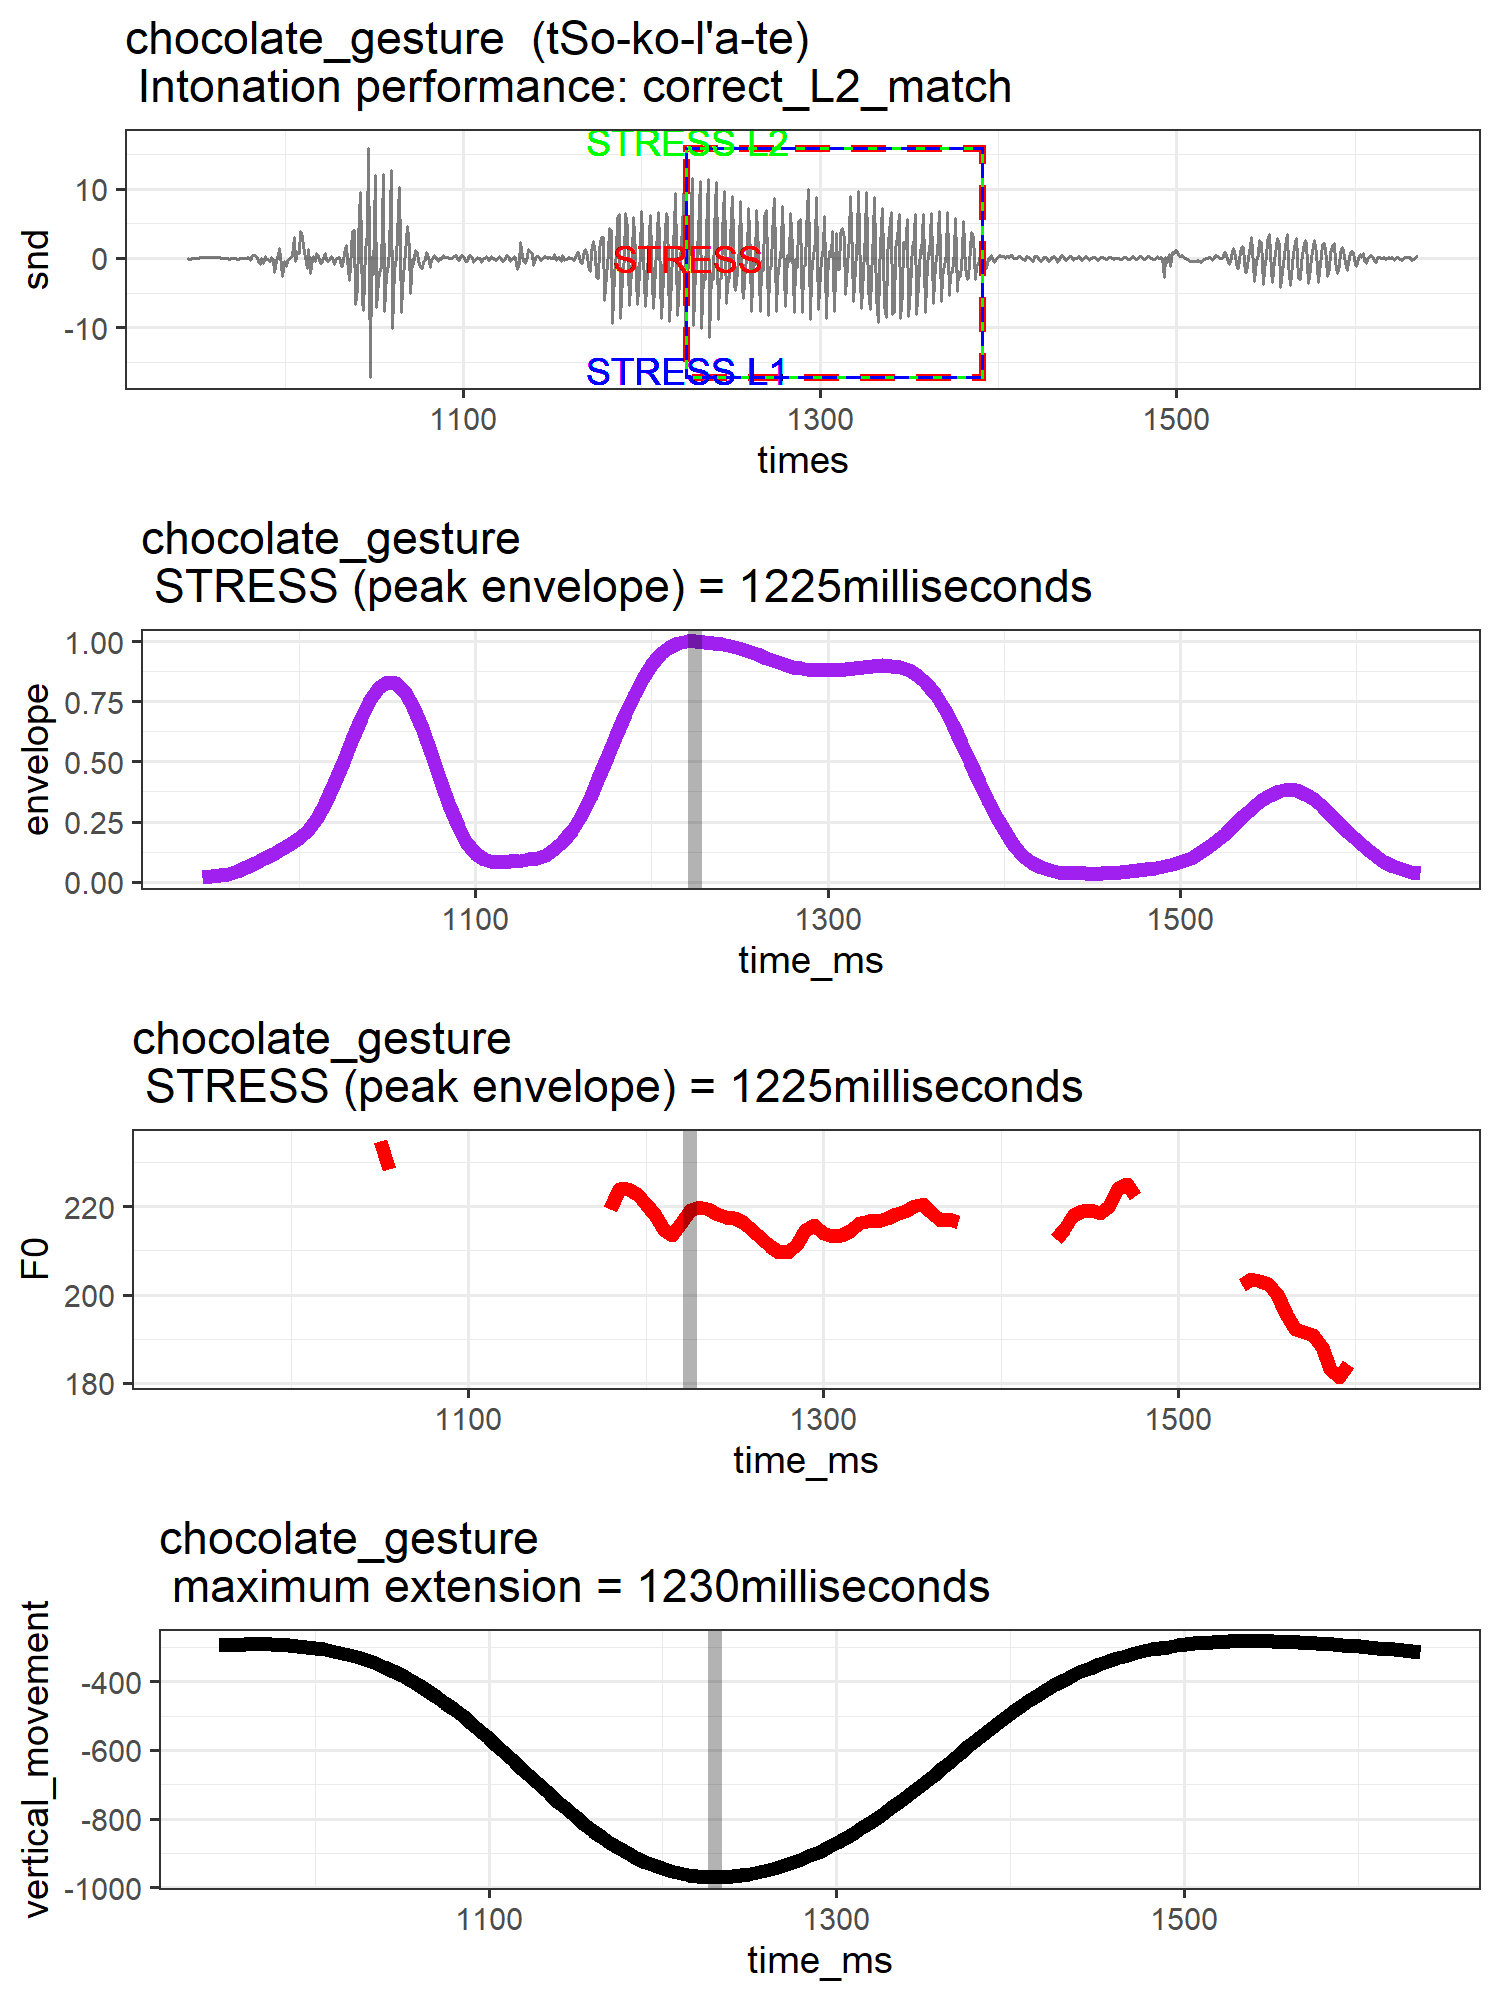 chocolate_gesture  (tSo-ko-l'a-te)
Intonation performance: correct_L2_match
STRESS L2
10
snd
0
STRESS
-10
STRESS L1
1100 1300 1500
times
chocolate_gesture
STRESS (peak envelope) = 1225milliseconds
1.00
0.75
envelope
0.50
0.25
0.00
1100 1300 1500
time_ms
chocolate_gesture
STRESS (peak envelope) = 1225milliseconds
220
F0
200
180
1100 1300 1500
time_ms
chocolate_gesture
maximum extension = 1230milliseconds
vertical_movement
-400
-600
-800
-1000
1100 1300 1500
time_ms